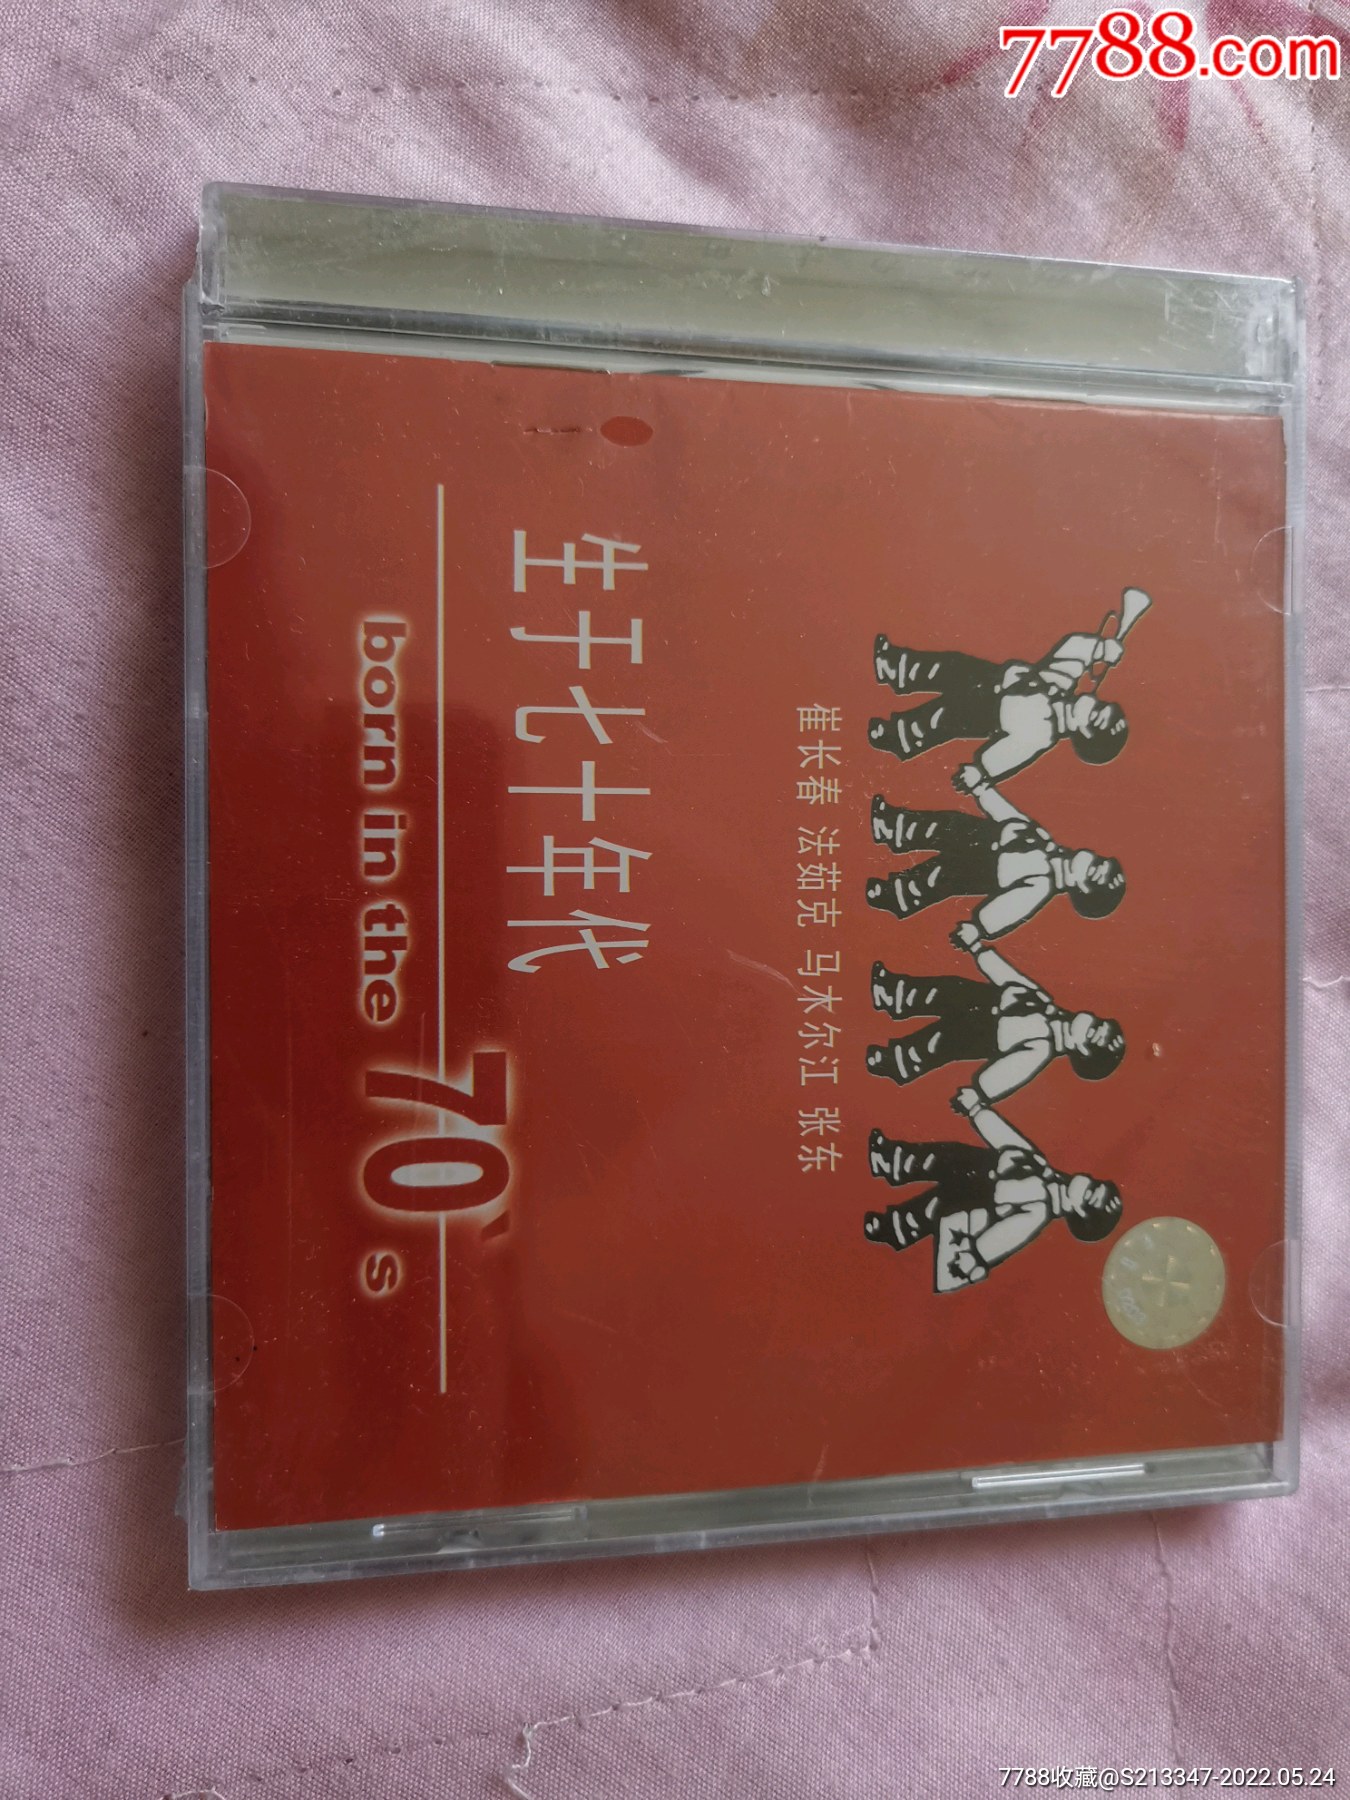 7788.com
崔长春 法茹克 马木尔江 张东
生于七十年代
born in the 70's
7788收藏@S213347-2022.05.24